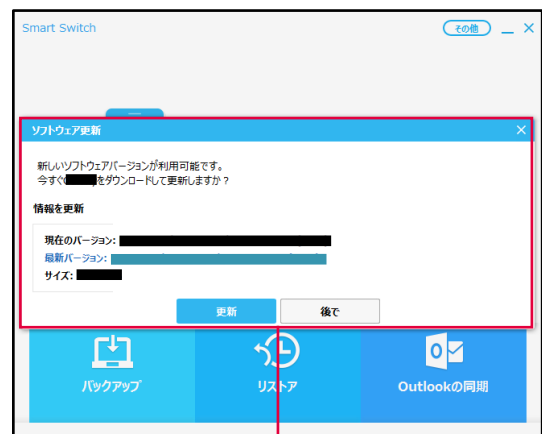 Smart Switch
その他
ソフトウェア更新
新しいソフトウェアバージョンが利用可能です。
今すぐ をダウンロードして更新しますか?
情報を更新
現在のバージョン:
最新バージョン:
サイズ:
更新 後で
バックアップ リストア Outlookの同期